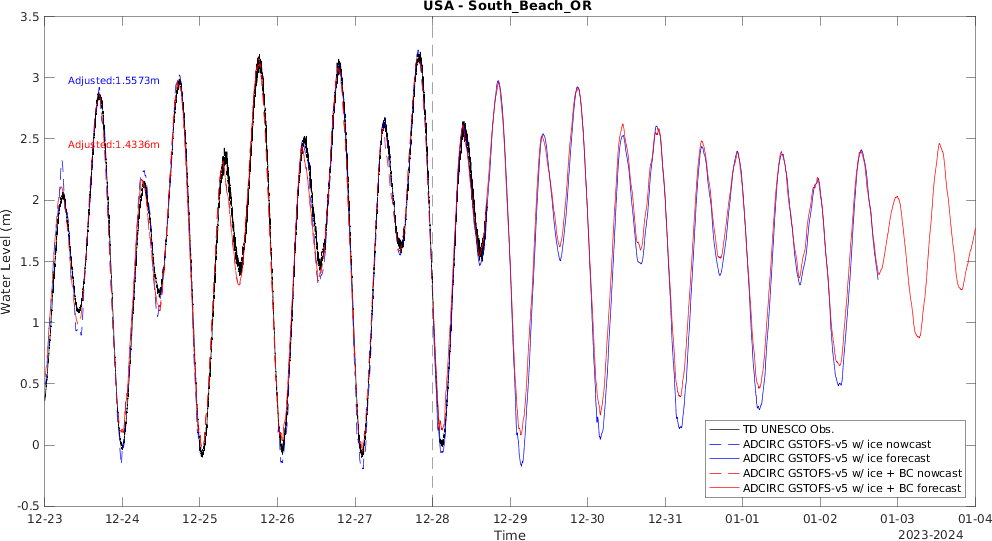 USA - South_Beach_OR
3.5
3
2.5
2
1.5
1
0.5
0
-0.5
Water Level (m)
Adjusted:1.5573m
Adjusted:1.4336m
TD UNESCO Obs.
ADCIRC GSTOFS-v5 w/ ice nowcast
ADCIRC GSTOFS-v5 w/ ice forecast
ADCIRC GSTOFS-v5 w/ ice + BC nowcast
ADCIRC GSTOFS-v5 w/ ice + BC forecast
12-23 12-24 12-25 12-26 12-27 12-28 12-29 12-30 12-31 01-01 01-02 01-03 01-04
Time
2023-2024